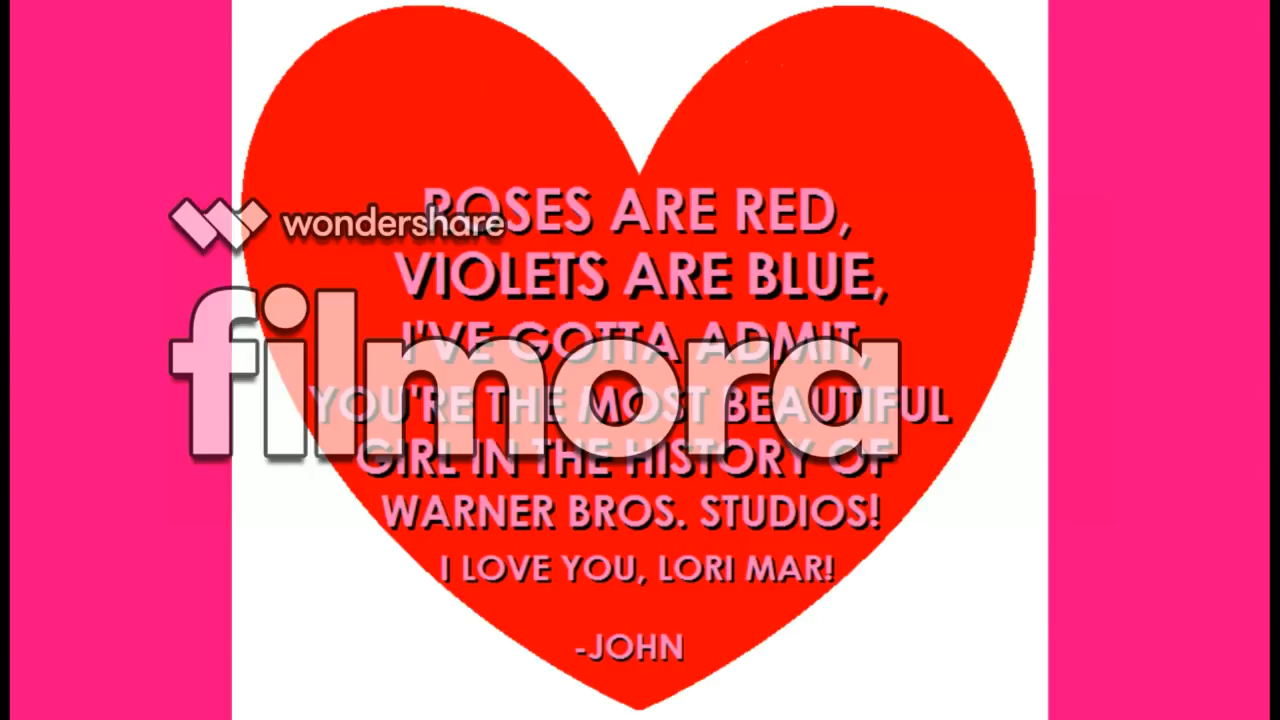 ROSES ARE RED,
wondershare
VIOLETS ARE BLUE,
I'VE GOTTA ADMIT,
filmora
YOU'RE THE MOST BEAUTIFUL
GIRL IN THE HISTORY OF
WARNER BROS. STUDIOS!
I LOVE YOU, LORI MAR!
-JOHN